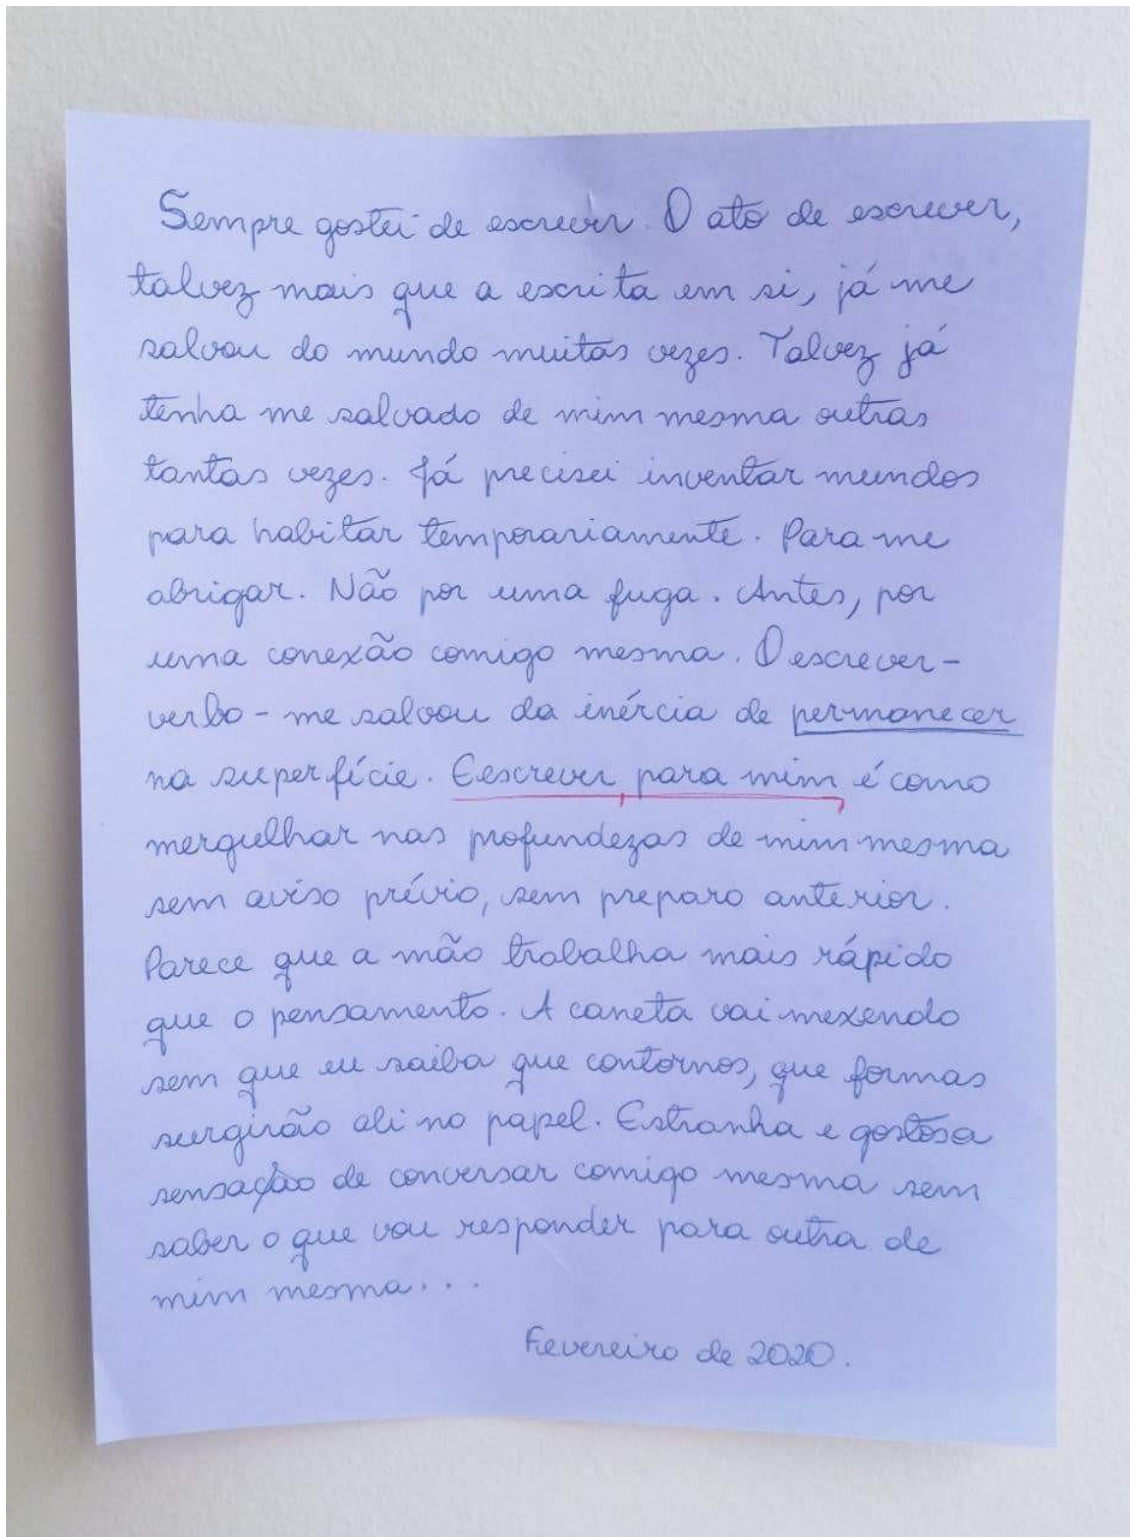 Sempre gostei de escrever. O ato de escrever,
talvez mais que a escrita em si, já me
salvou do mundo muitas vezes. Talvez já
tenha me salvado de mim mesma outras
tantas vezes. Já precisei inventar mundos
para habitar temporariamente. Para me
abrigar. Não por uma fuga. Antes, por
uma conexão comigo mesma. O escrever -
verbo - me salvou da inércia de permanecer
na superfície. Eescrever, para mim, é como
mergulhar nas profundezas de mim mesma
sem aviso prévio, sem preparo anterior.
Parece que a mão trabalha mais rápido
que o pensamento. A caneta vai mexendo
sem que eu saiba que contornos, que formas
surgirão ali no papel. Estranha e gostosa
sensação de conversar comigo mesma sem
saber o que vou responder para outra de
mim mesma...
Fevereiro de 2020.